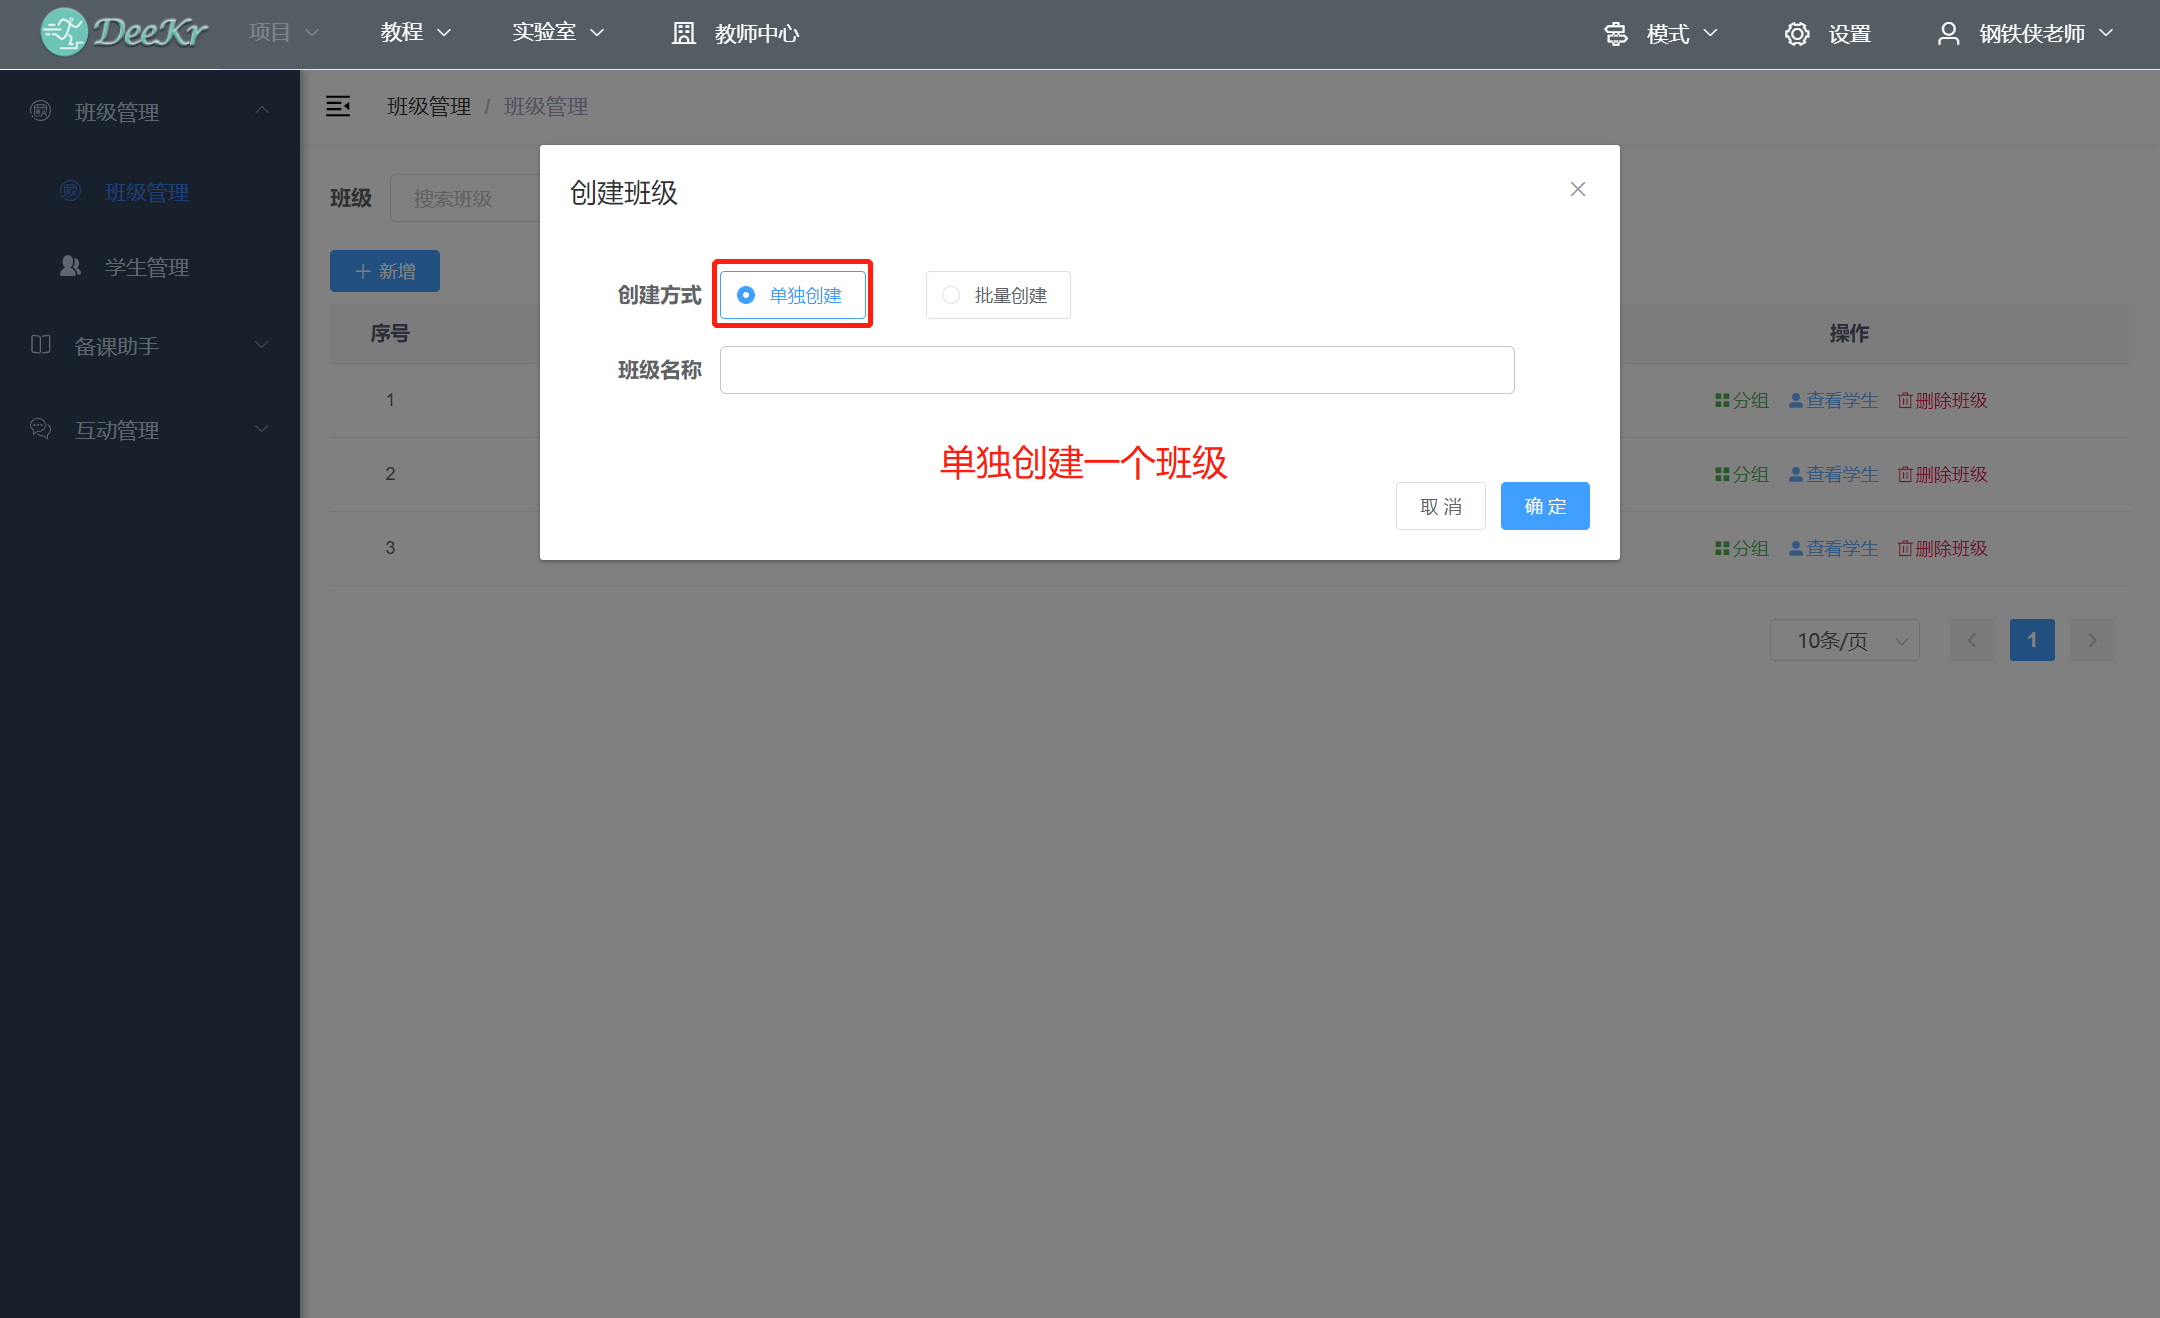 DeeKr 项目 教程 实验室 教师中心 模式 设置 钢铁侠老师
班级管理
班级管理
学生管理
备课助手
互动管理
班级管理 / 班级管理
班级 搜索班级
新增
序号 操作
1 分组 查看学生 删除班级
2 分组 查看学生 删除班级
3 分组 查看学生 删除班级
10条/页 1
创建班级
创建方式 单独创建 批量创建
班级名称
单独创建一个班级
取 消 确 定